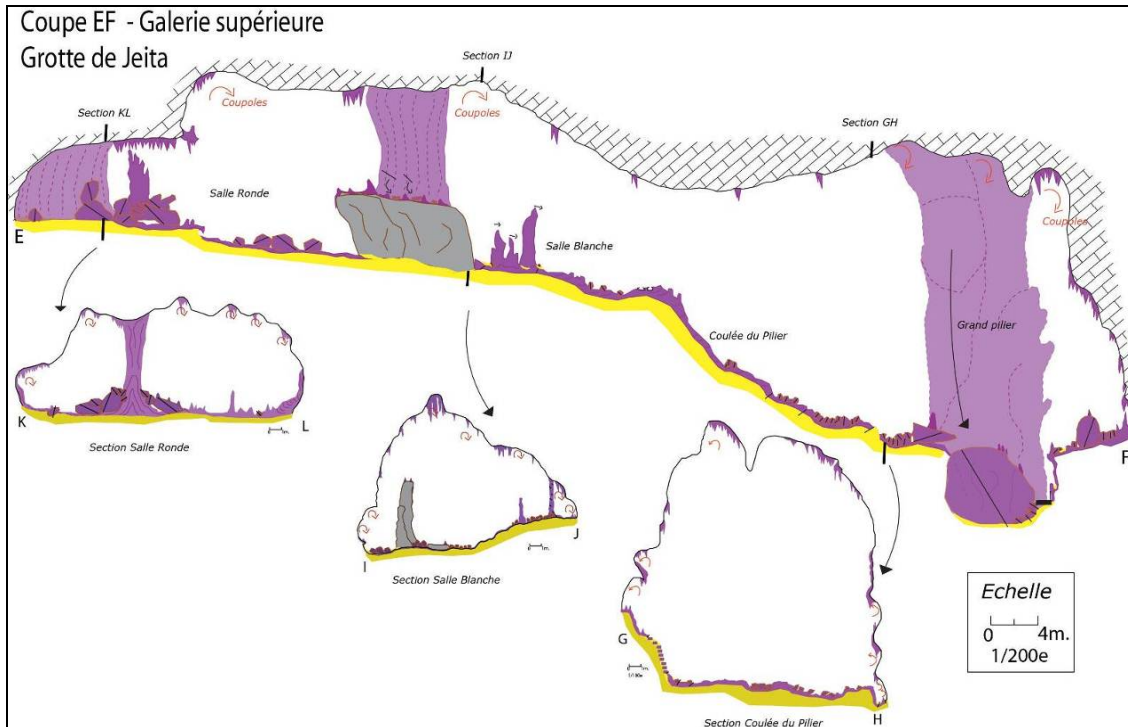 Coupe EF - Galerie supérieure
Grotte de Jeita
Section IJ
Section KL
Coupoles
Coupoles
Section GH
Salle Ronde
Coupoles
E
Salle Blanche
Grand pilier
Coulée du Pilier
F
K
L
Section Salle Ronde
J
I
Section Salle Blanche
G
1/100e
H
Section Coulée du Pilier
Echelle
0 4m.
1/200e